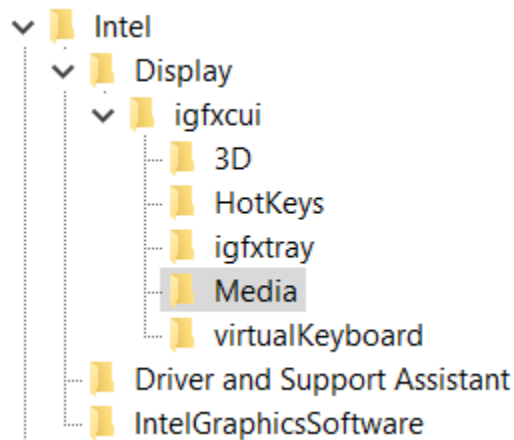 Intel
Display
igfxcui
3D
HotKeys
igfxtray
Media
virtualKeyboard
Driver and Support Assistant
IntelGraphicsSoftware